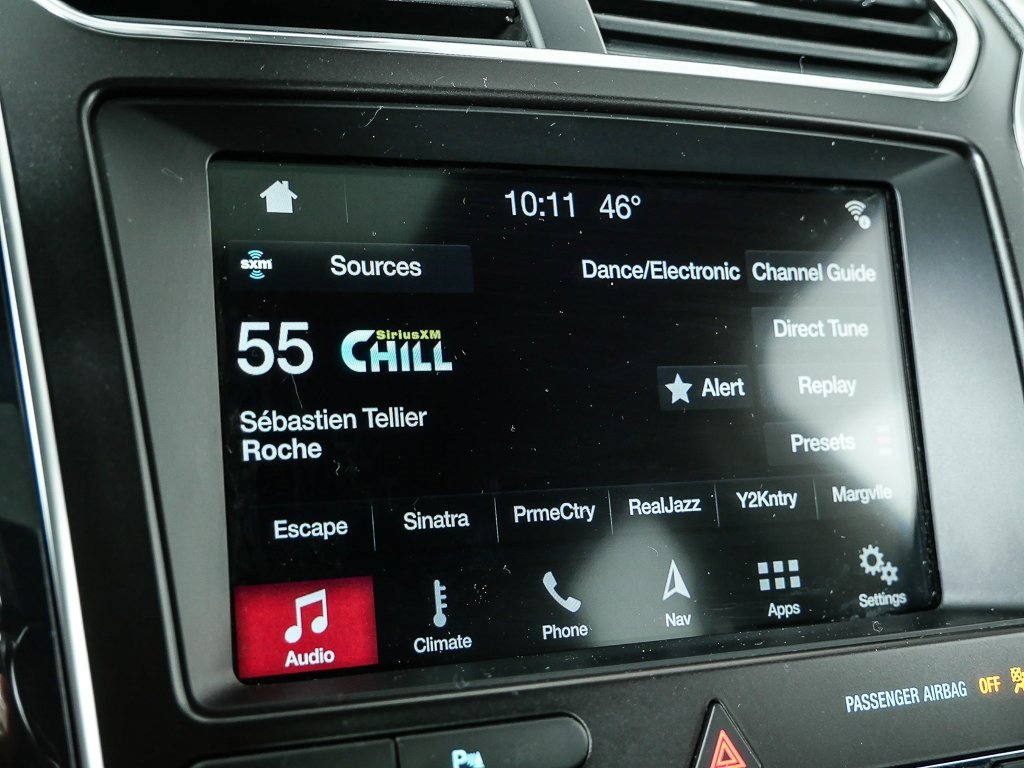 10:11 46°
sxm Sources Dance/Electronic Channel Guide
Direct Tune
55 SiriusXM
CHILL
Alert Replay
Sébastien Tellier
Roche
Presets
Escape Sinatra PrmeCtry RealJazz Y2Kntry Margvlle
Audio Climate Phone Nav Apps Settings
PASSENGER AIRBAG OFF
P